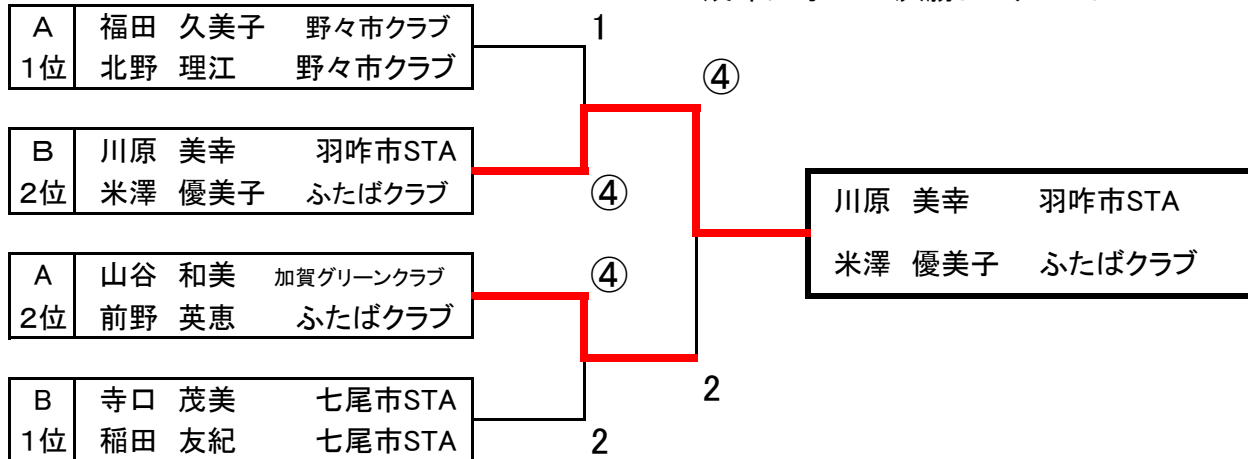 A 福田 久美子 野々市クラブ
1位 北野 理江 野々市クラブ
1
④
B 川原 美幸 羽咋市STA
2位 米澤 優美子 ふたばクラブ
④
川原 美幸 羽咋市STA
米澤 優美子 ふたばクラブ
A 山谷 和美 加賀グリーンクラブ
2位 前野 英恵 ふたばクラブ
④
2
B 寺口 茂美 七尾市STA
1位 稲田 友紀 七尾市STA
2